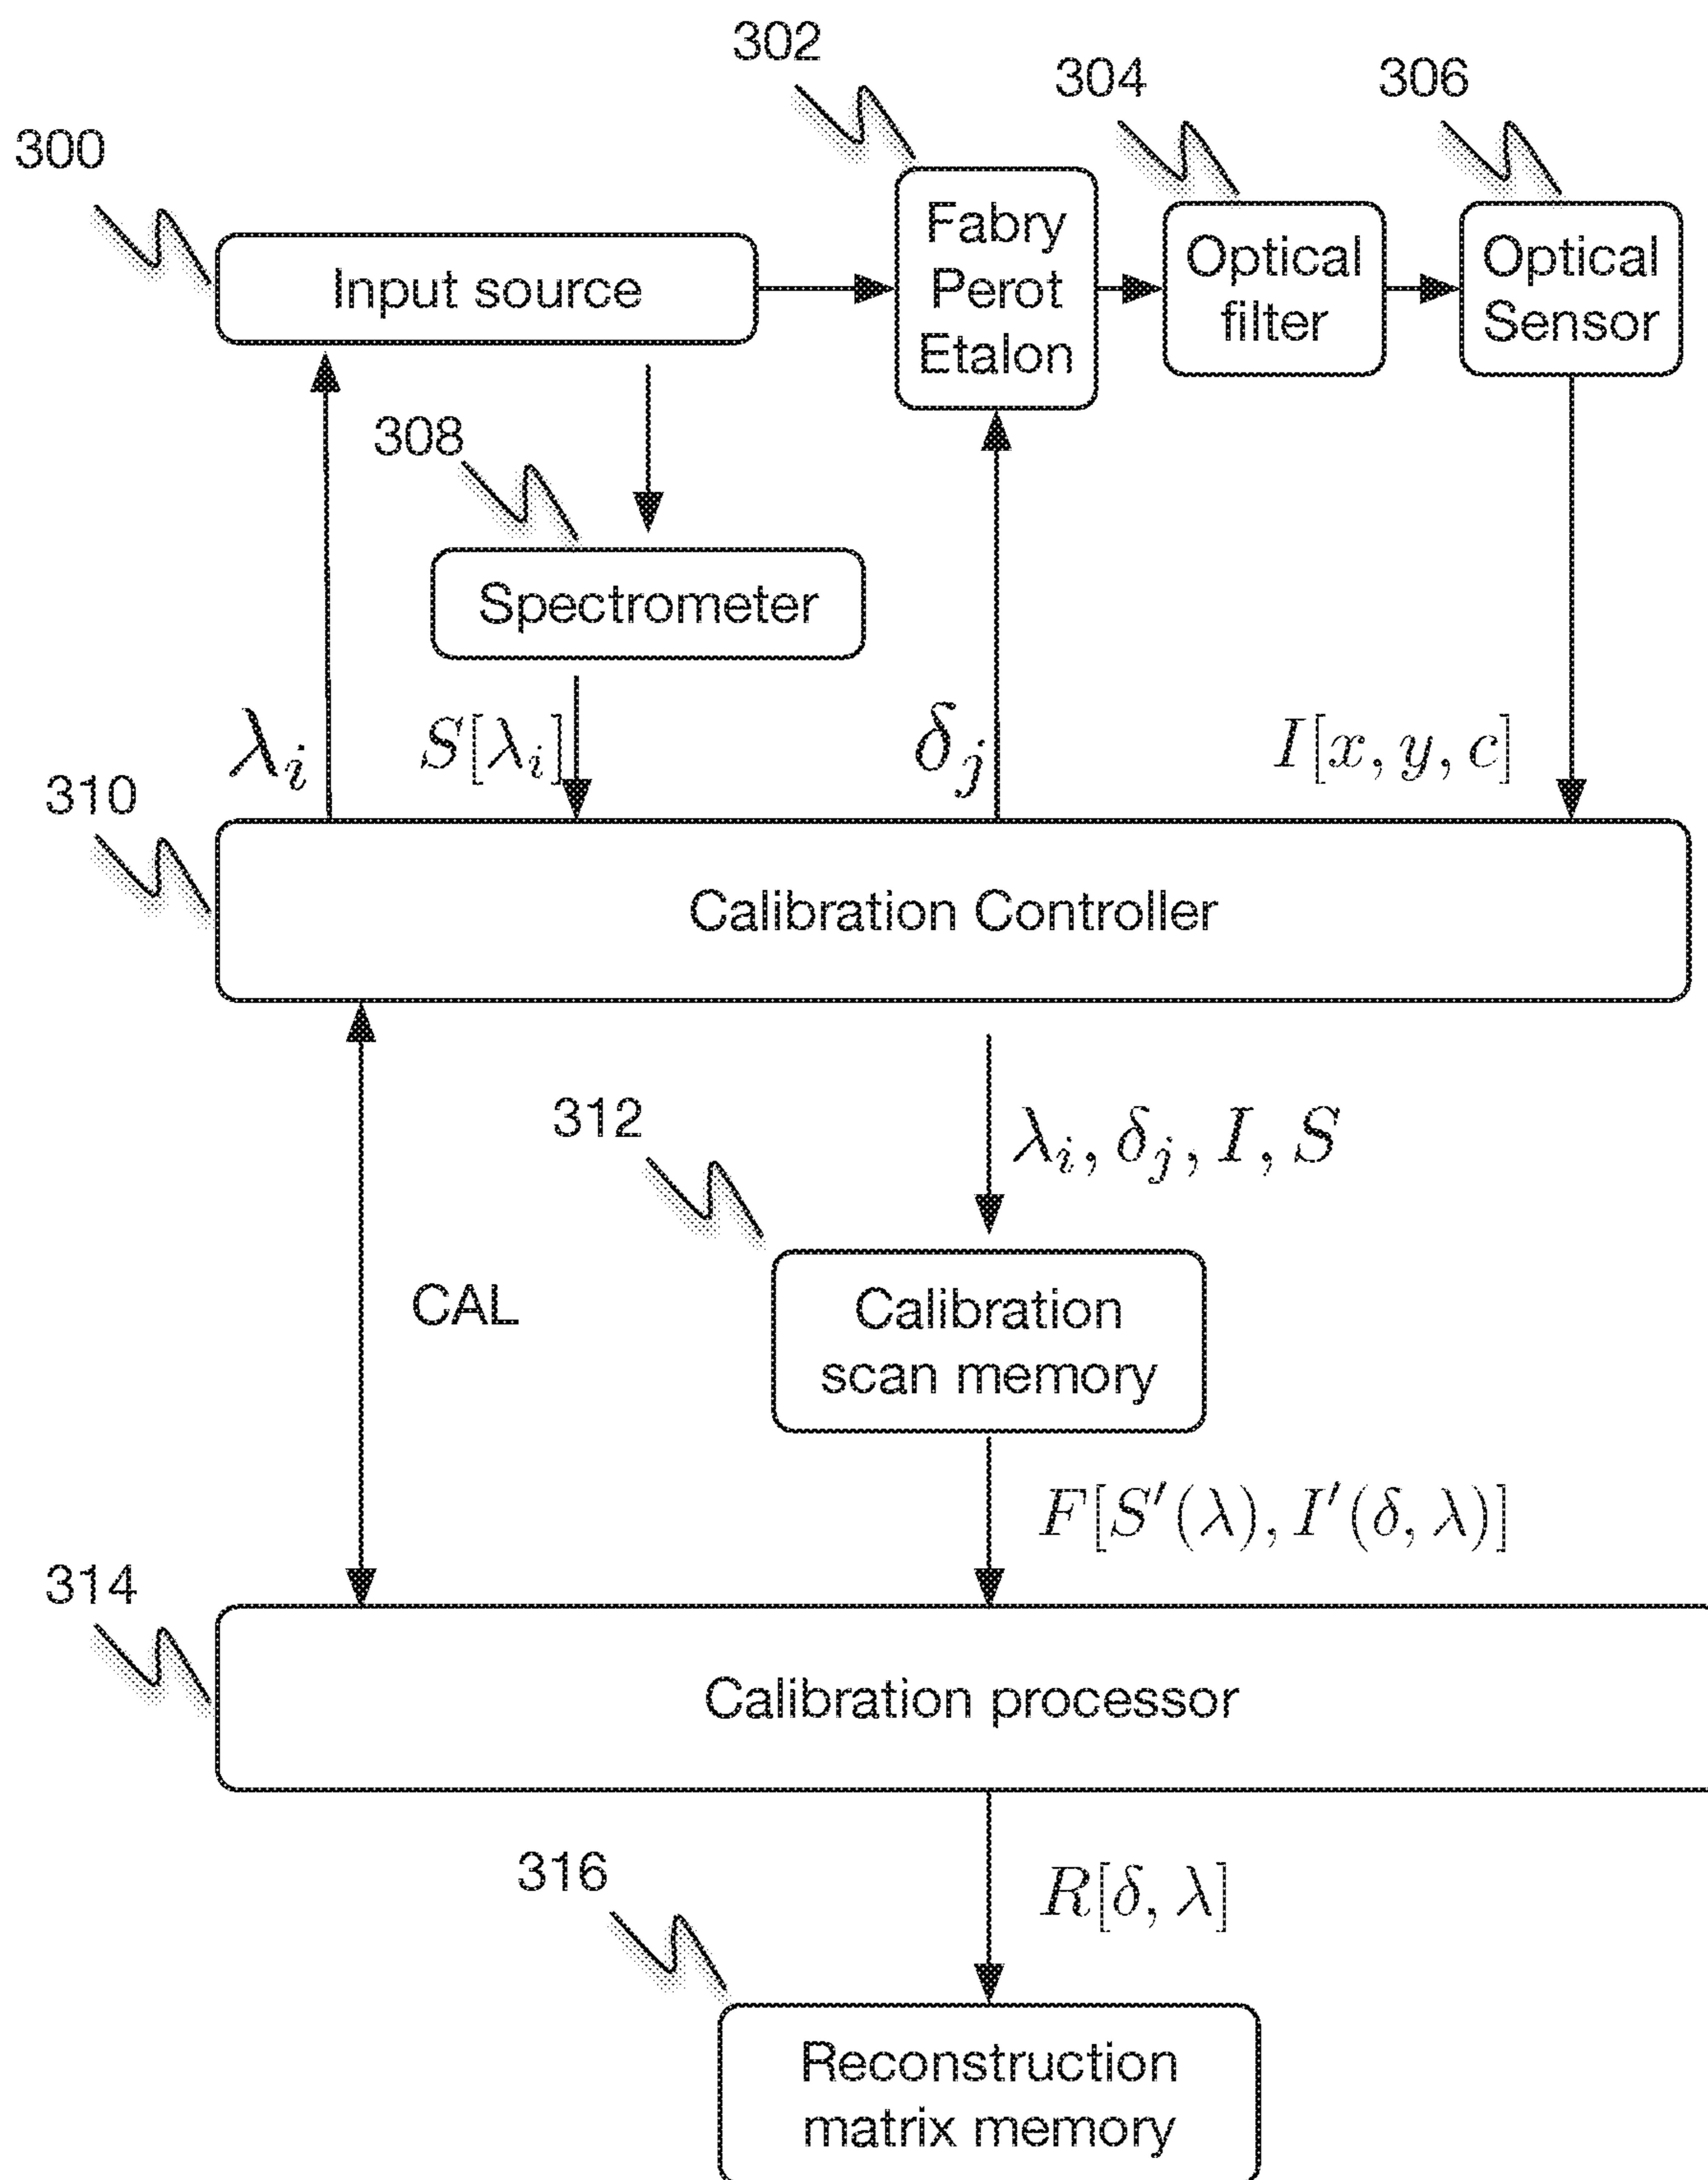 302
304
306
300
Input source
Fabry
Perot
Etalon
Optical
filter
Optical
Sensor
308
Spectrometer
λ_i
S[λ_i]
δ_j
I[x, y, c]
310
Calibration Controller
312
λ_i, δ_j, I, S
CAL
Calibration
scan memory
F[S′(λ), I′(δ, λ)]
314
Calibration processor
316
R[δ, λ]
Reconstruction
matrix memory